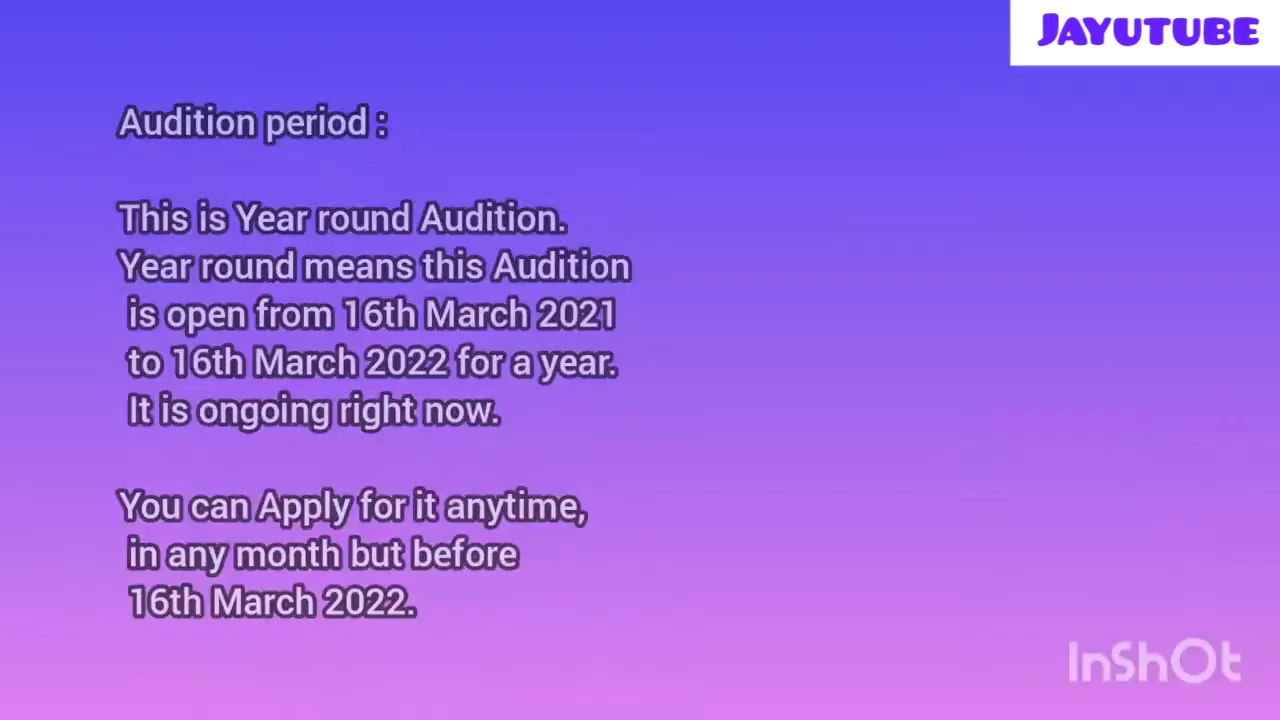 JAYUTUBE
Audition period :
This is Year round Audition.
Year round means this Audition
is open from 16th March 2021
to 16th March 2022 for a year.
It is ongoing right now.
You can Apply for it anytime,
in any month but before
16th March 2022.
InShOt